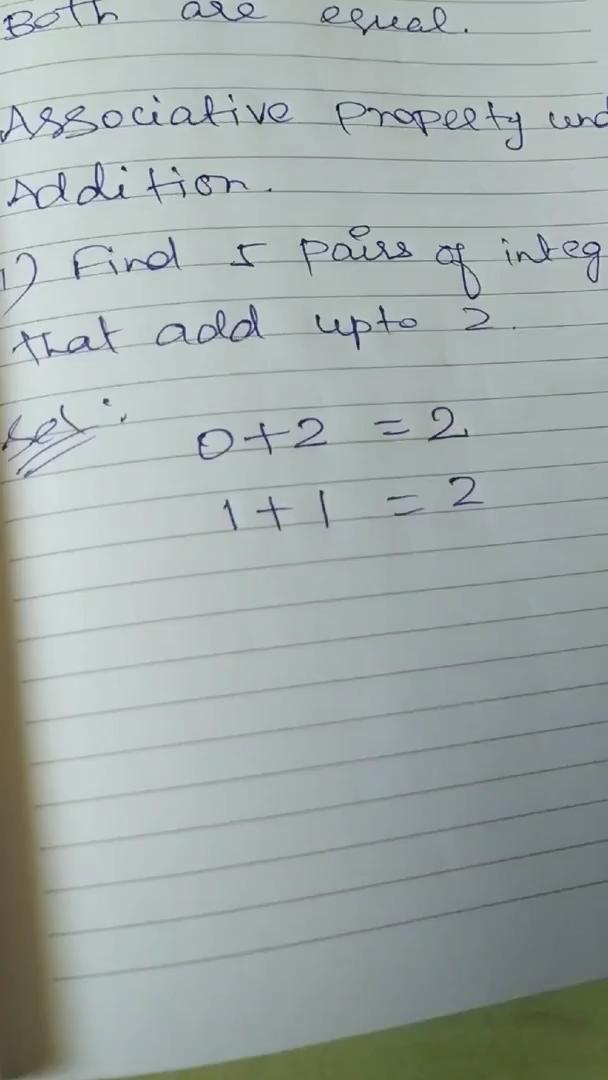 Both are equal.
Associative Property und
Addition.
1) Find 5 pairs of integ
that add upto 2.
Sol:
0+2 = 2
1+1 = 2